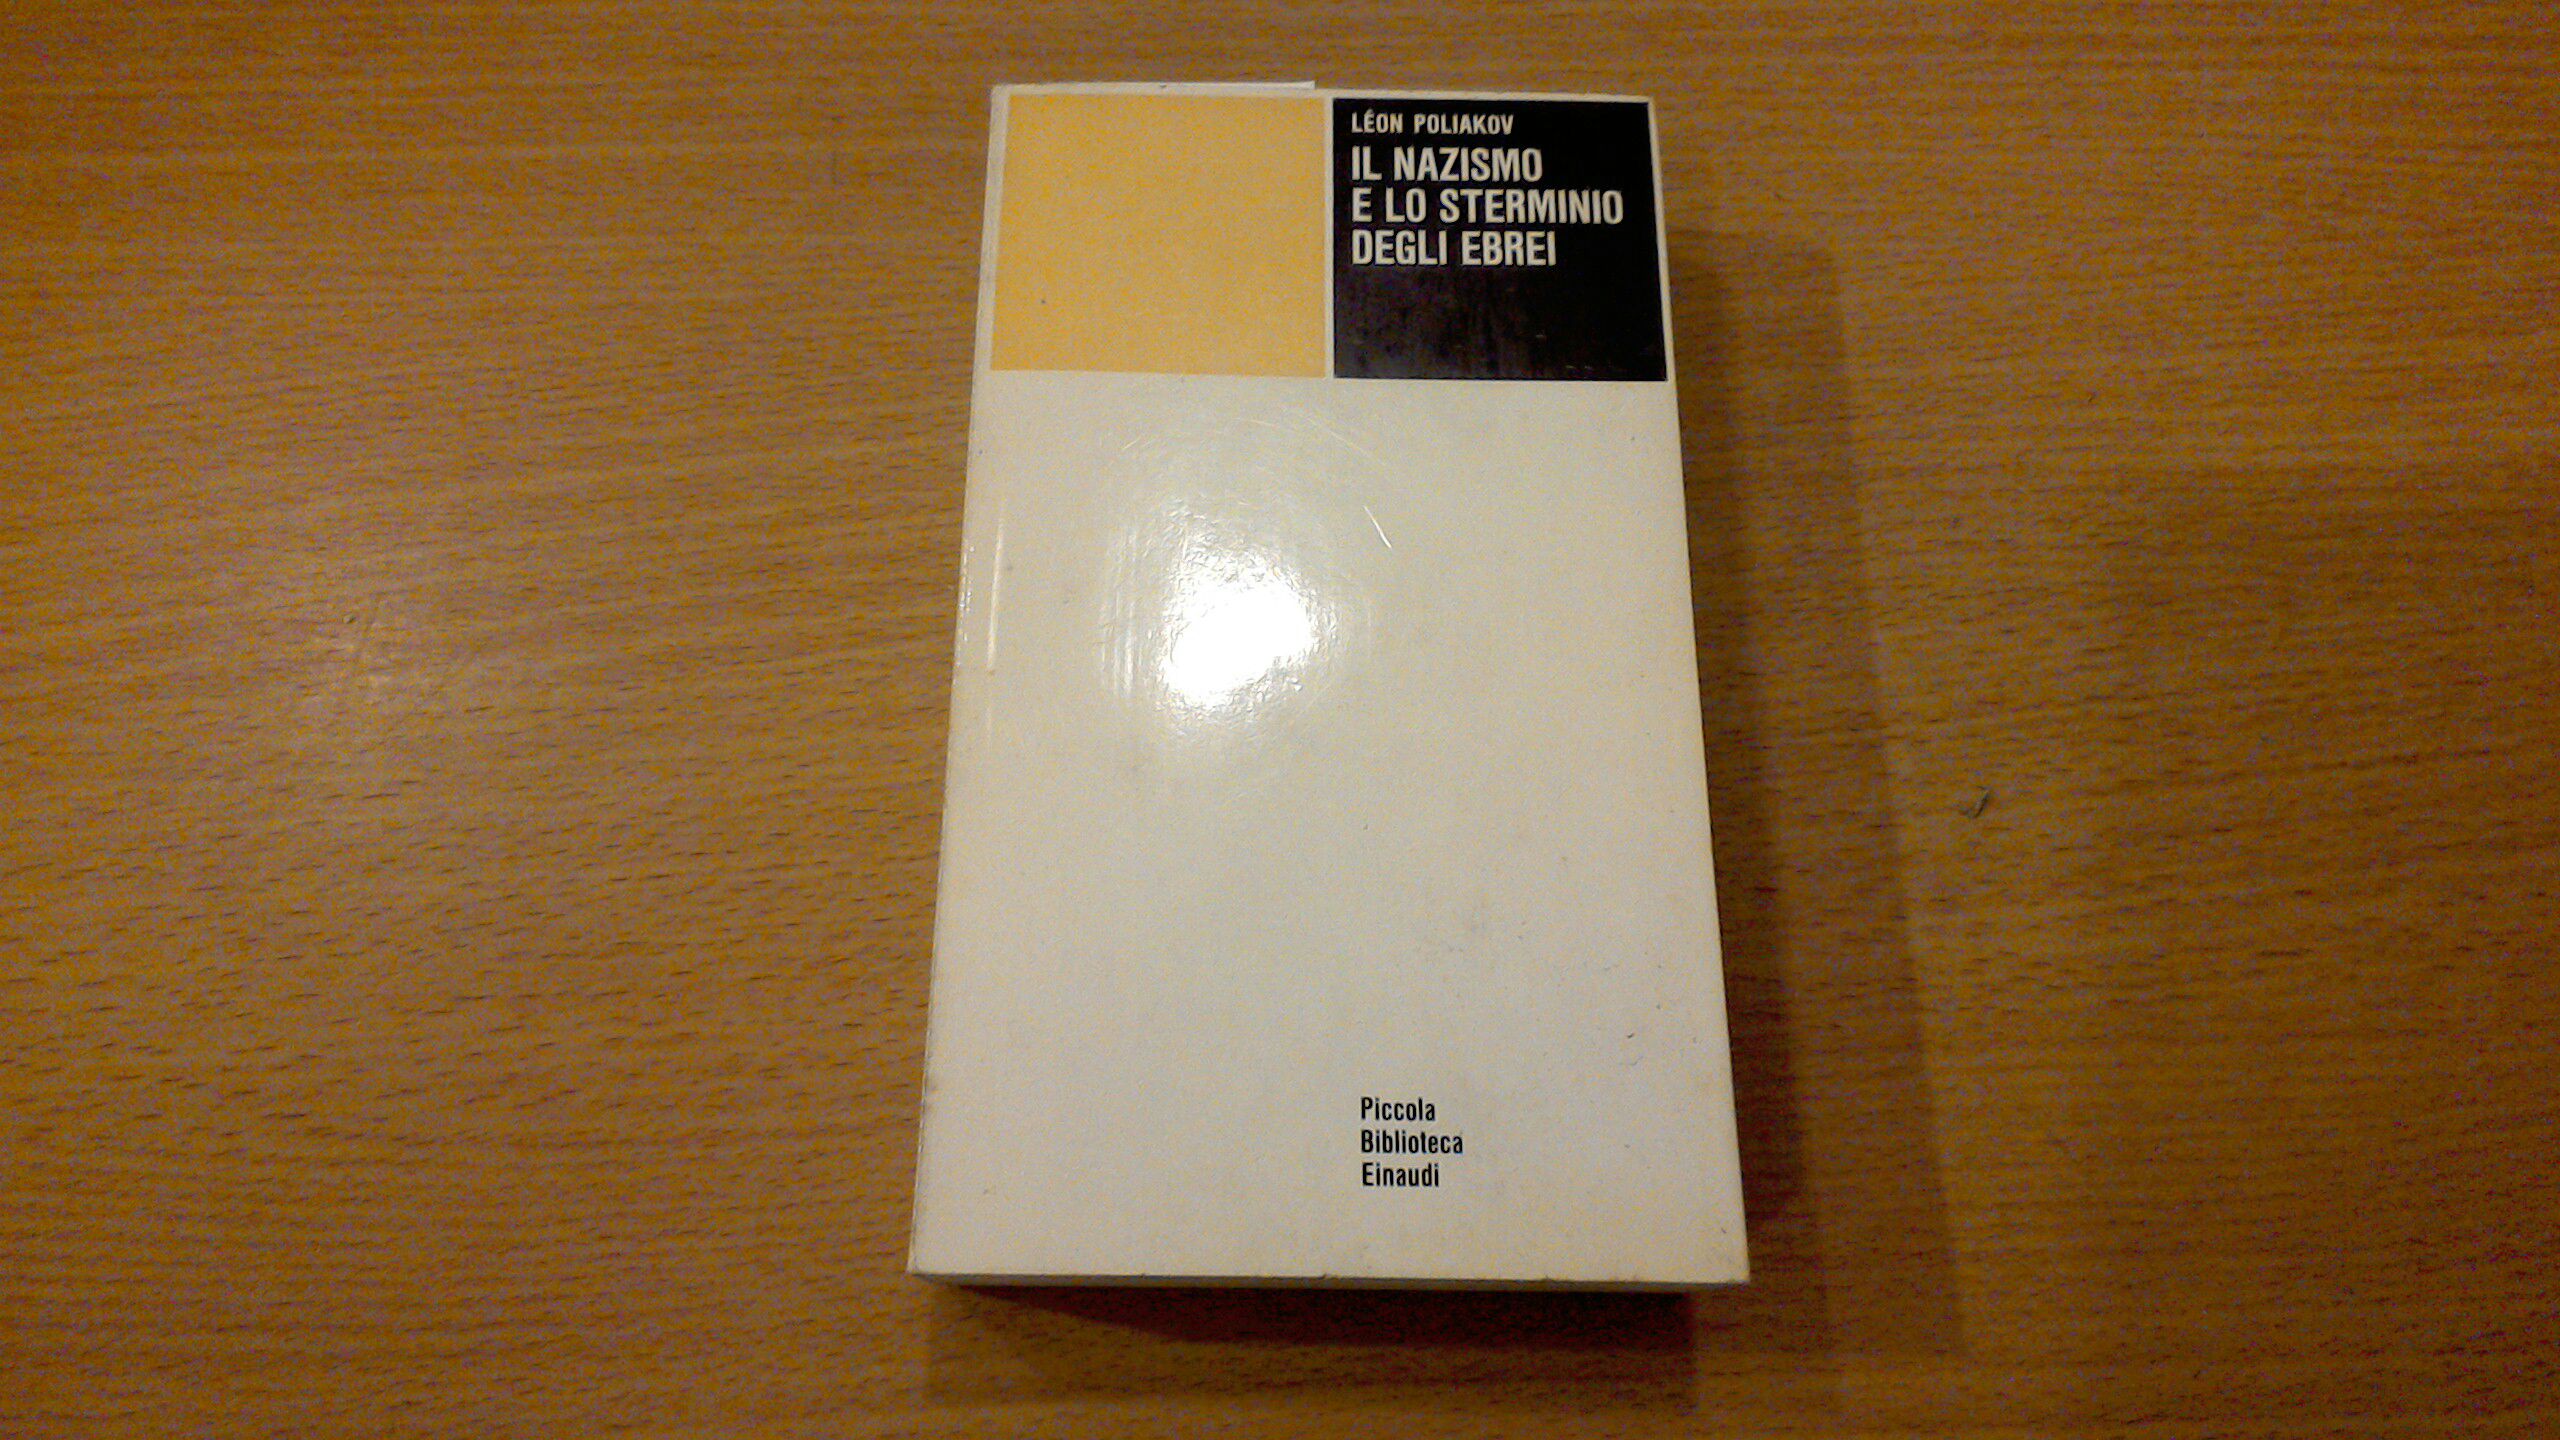 LÉON POLIAKOV
IL NAZISMO
E LO STERMINIO
DEGLI EBREI
Piccola
Biblioteca
Einaudi